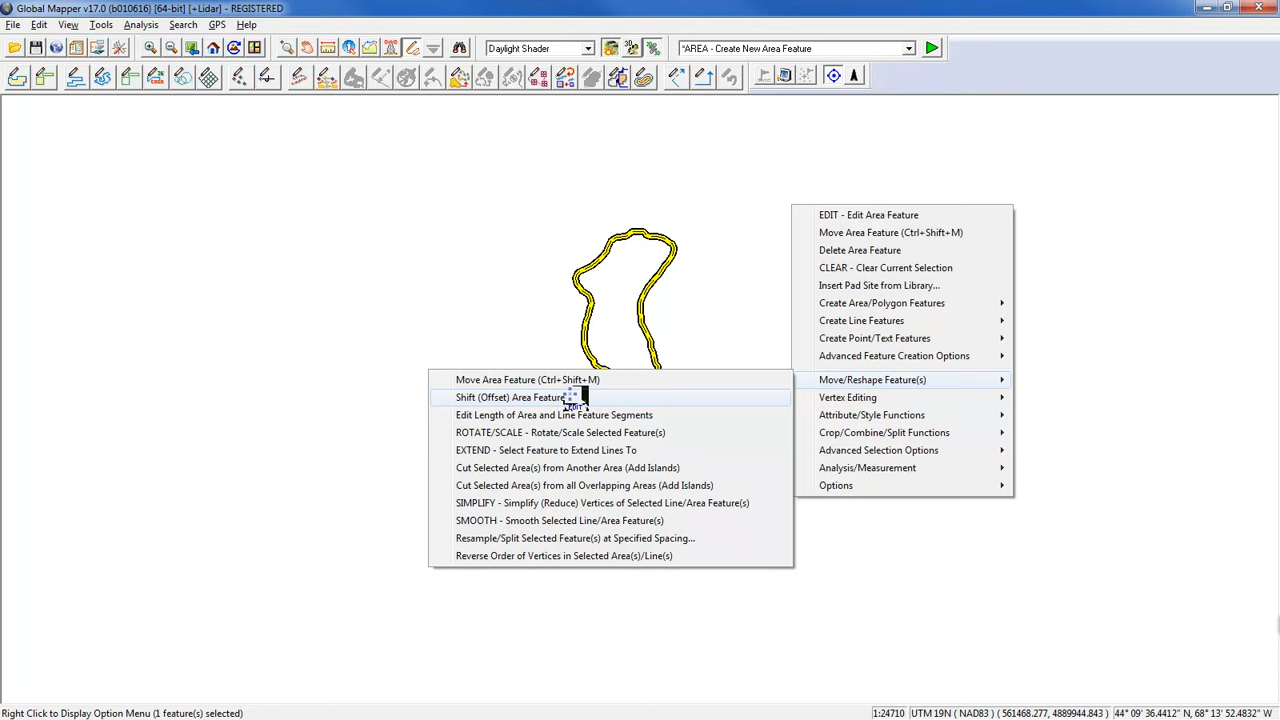 Global Mapper v17.0 (b010616) [64-bit] [+Lidar] - REGISTERED
File Edit View Tools Analysis Search GPS Help
Daylight Shader *AREA - Create New Area Feature
EDIT - Edit Area Feature
Move Area Feature (Ctrl+Shift+M)
Delete Area Feature
CLEAR - Clear Current Selection
Insert Pad Site from Library...
Create Area/Polygon Features
Create Line Features
Create Point/Text Features
Advanced Feature Creation Options
Move/Reshape Feature(s)
Vertex Editing
Attribute/Style Functions
Crop/Combine/Split Functions
Advanced Selection Options
Analysis/Measurement
Options
Move Area Feature (Ctrl+Shift+M)
Shift (Offset) Area Feature
Edit Length of Area and Line Feature Segments
ROTATE/SCALE - Rotate/Scale Selected Feature(s)
EXTEND - Select Feature to Extend Lines To
Cut Selected Area(s) from Another Area (Add Islands)
Cut Selected Area(s) from all Overlapping Areas (Add Islands)
SIMPLIFY - Simplify (Reduce) Vertices of Selected Line/Area Feature(s)
SMOOTH - Smooth Selected Line/Area Feature(s)
Resample/Split Selected Feature(s) at Specified Spacing...
Reverse Order of Vertices in Selected Area(s)/Line(s)
Right Click to Display Option Menu (1 feature(s) selected) 1:24710 UTM 19N (NAD83) (561468.277, 4889944.843) 44° 09' 36.4412" N, 68° 13' 52.4832" W